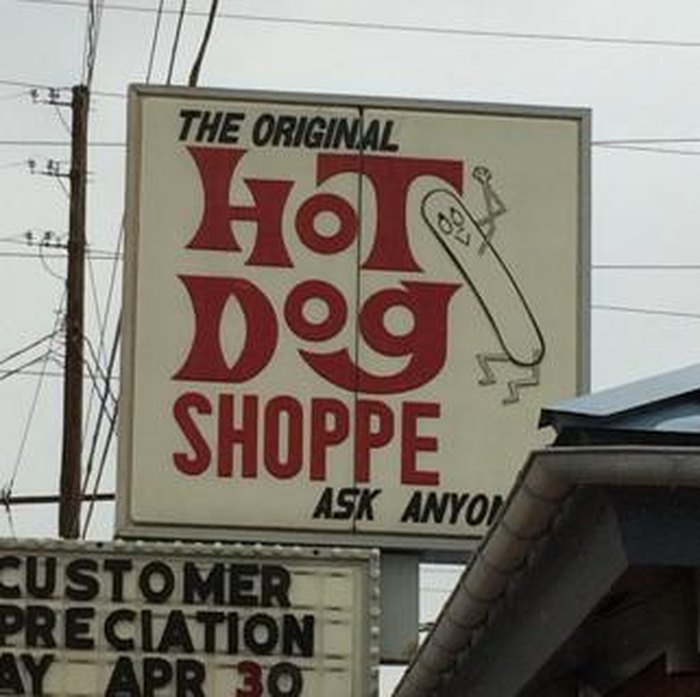 THE ORIGINAL
HOT
DOG
SHOPPE
ASK ANYON
CUSTOMER
PRECIATION
AY APR 30